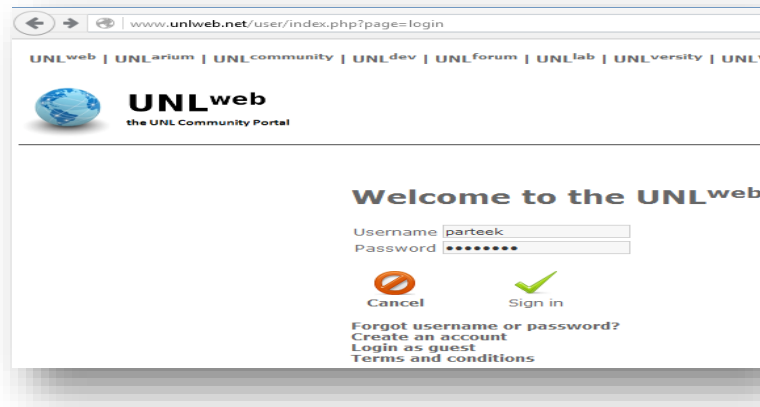 www.unlweb.net/user/index.php?page=login
UNLweb | UNLarium | UNLcommunity | UNLdev | UNLforum | UNLlab | UNLversity | UNL
UNLweb
the UNL Community Portal
Welcome to the UNLweb
Username parteek
Password ••••••••
Cancel Sign in
Forgot username or password?
Create an account
Login as guest
Terms and conditions